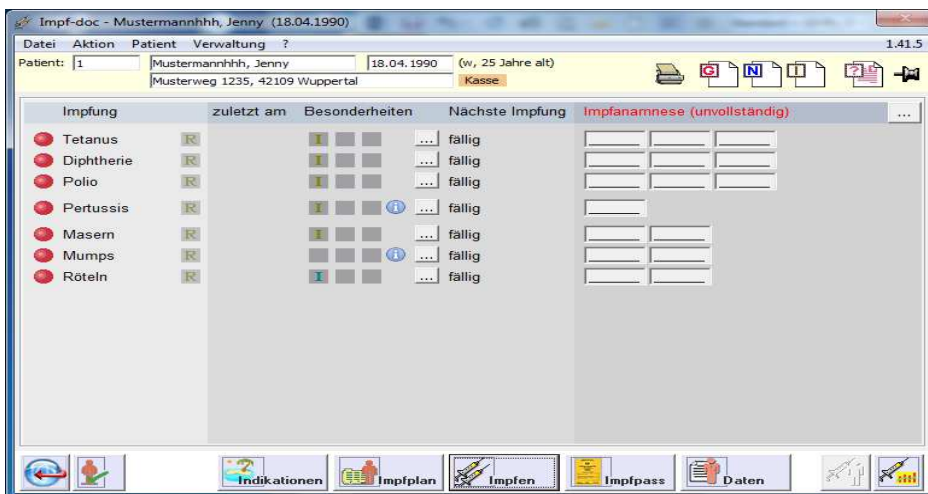 Impf-doc - Mustermannhhh, Jenny (18.04.1990)
Datei Aktion Patient Verwaltung ? 1.41.5
Patient: 1 Mustermannhhh, Jenny 18.04.1990 (w, 25 Jahre alt)
Musterweg 1235, 42109 Wuppertal Kasse
G N I ?
Impfung zuletzt am Besonderheiten Nächste Impfung Impfanamnese (unvollständig) ...
Tetanus R I ... fällig
Diphtherie R I ... fällig
Polio R I ... fällig
Pertussis R I i ... fällig
Masern R I ... fällig
Mumps R i ... fällig
Röteln R I ... fällig
Indikationen Impfplan Impfen Impfpass Daten